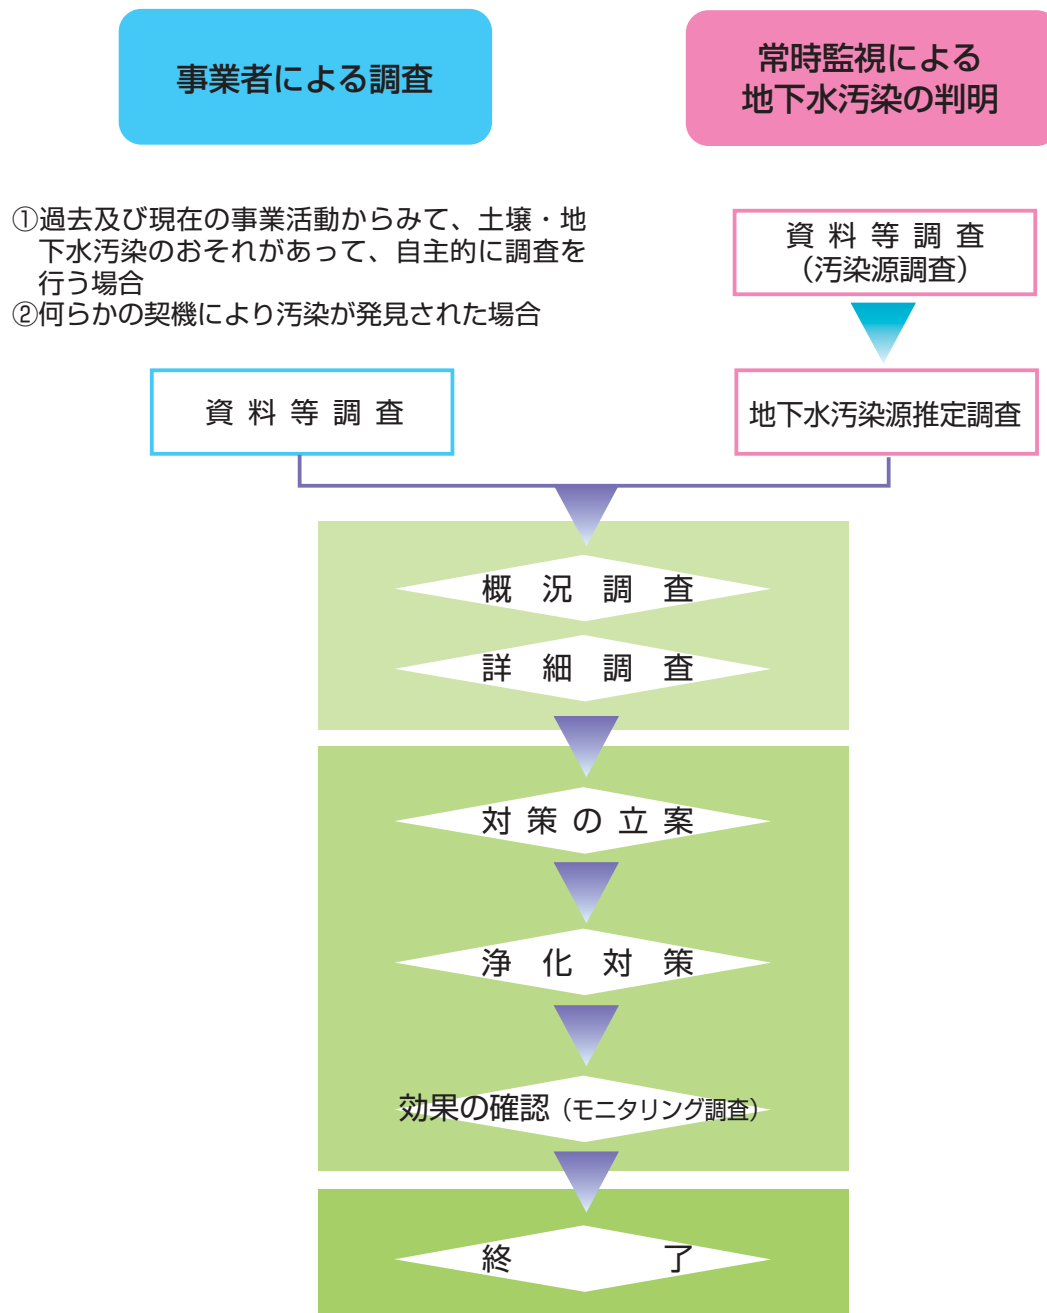 事業者による調査
常時監視による
地下水汚染の判明
①過去及び現在の事業活動からみて、土壌・地
下水汚染のおそれがあって、自主的に調査を
行う場合
②何らかの契機により汚染が発見された場合
資料等調査
（汚染源調査）
資料等調査
地下水汚染源推定調査
概況調査
詳細調査
対策の立案
浄化対策
効果の確認（モニタリング調査）
終了